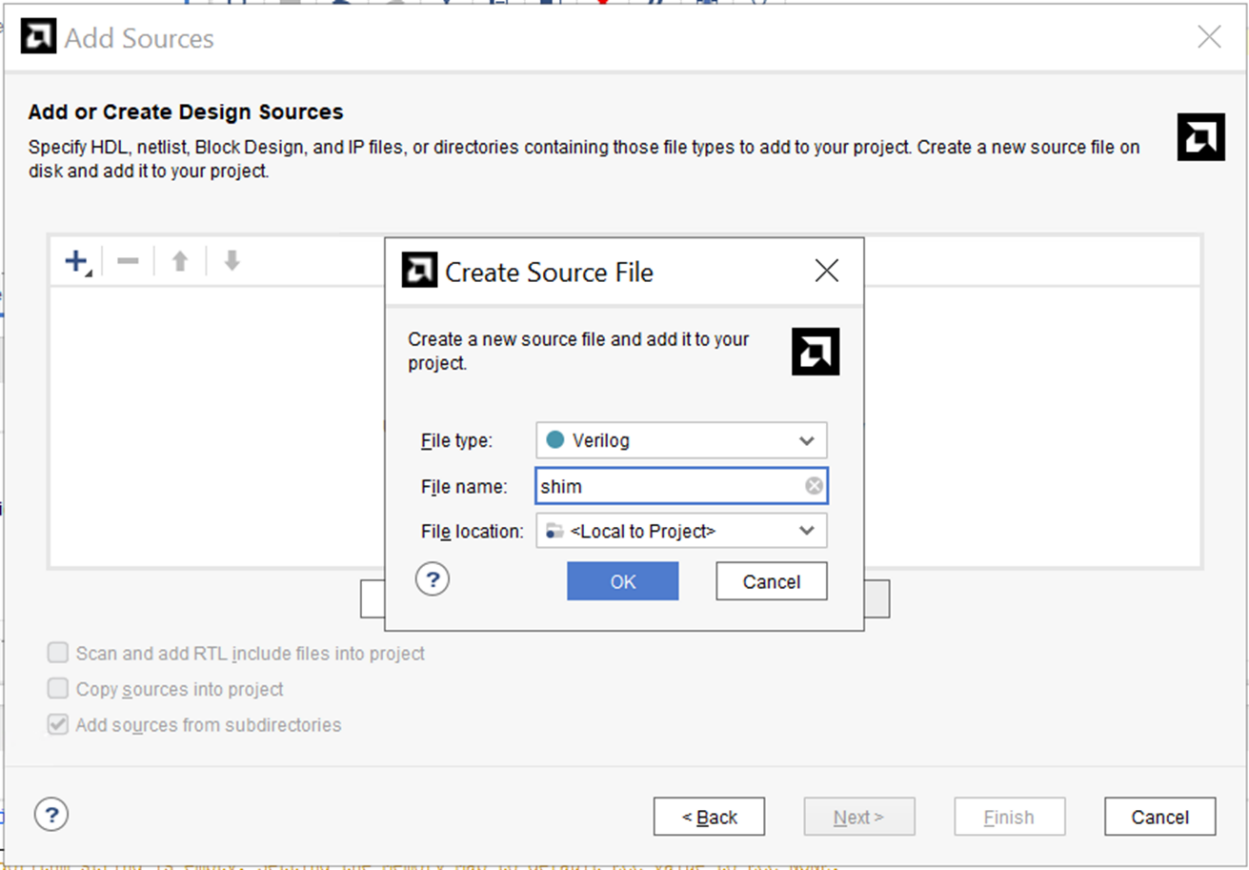 Add Sources
Add or Create Design Sources
Specify HDL, netlist, Block Design, and IP files, or directories containing those file types to add to your project. Create a new source file on
disk and add it to your project.
Create Source File
Create a new source file and add it to your
project.
File type: Verilog
File name: shim
File location: <Local to Project>
? OK Cancel
Scan and add RTL include files into project
Copy sources into project
Add sources from subdirectories
? < Back Next > Finish Cancel